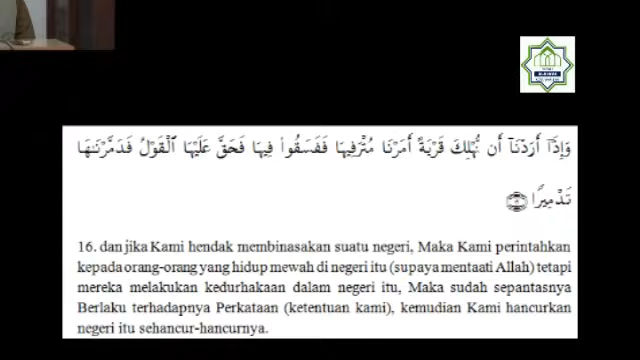 وَإِذَآ أَرَدْنَآ أَن نُّهْلِكَ قَرْيَةً أَمَرْنَا مُتْرَفِيهَا فَفَسَقُوا۟ فِيهَا فَحَقَّ عَلَيْهَا ٱلْقَوْلُ فَدَمَّرْنَٰهَا
تَدْمِيرًا
16. dan jika Kami hendak membinasakan suatu negeri, Maka Kami perintahkan
kepada orang-orang yang hidup mewah di negeri itu (supaya mentaati Allah) tetapi
mereka melakukan kedurhakaan dalam negeri itu, Maka sudah sepantasnya
Berlaku terhadapnya Perkataan (ketentuan kami), kemudian Kami hancurkan
negeri itu sehancur-hancurnya.